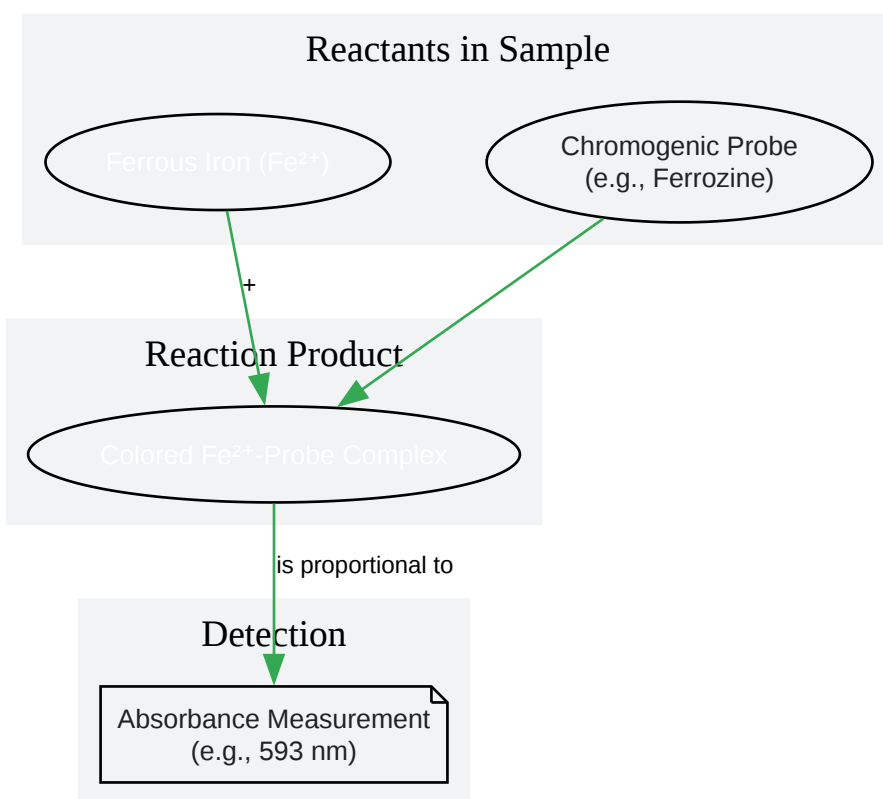 Reactants in Sample
Ferrous Iron (Fe²⁺)
Chromogenic Probe
(e.g., Ferrozine)
+
Reaction Product
Colored Fe²⁺-Probe Complex
is proportional to
Detection
Absorbance Measurement
(e.g., 593 nm)